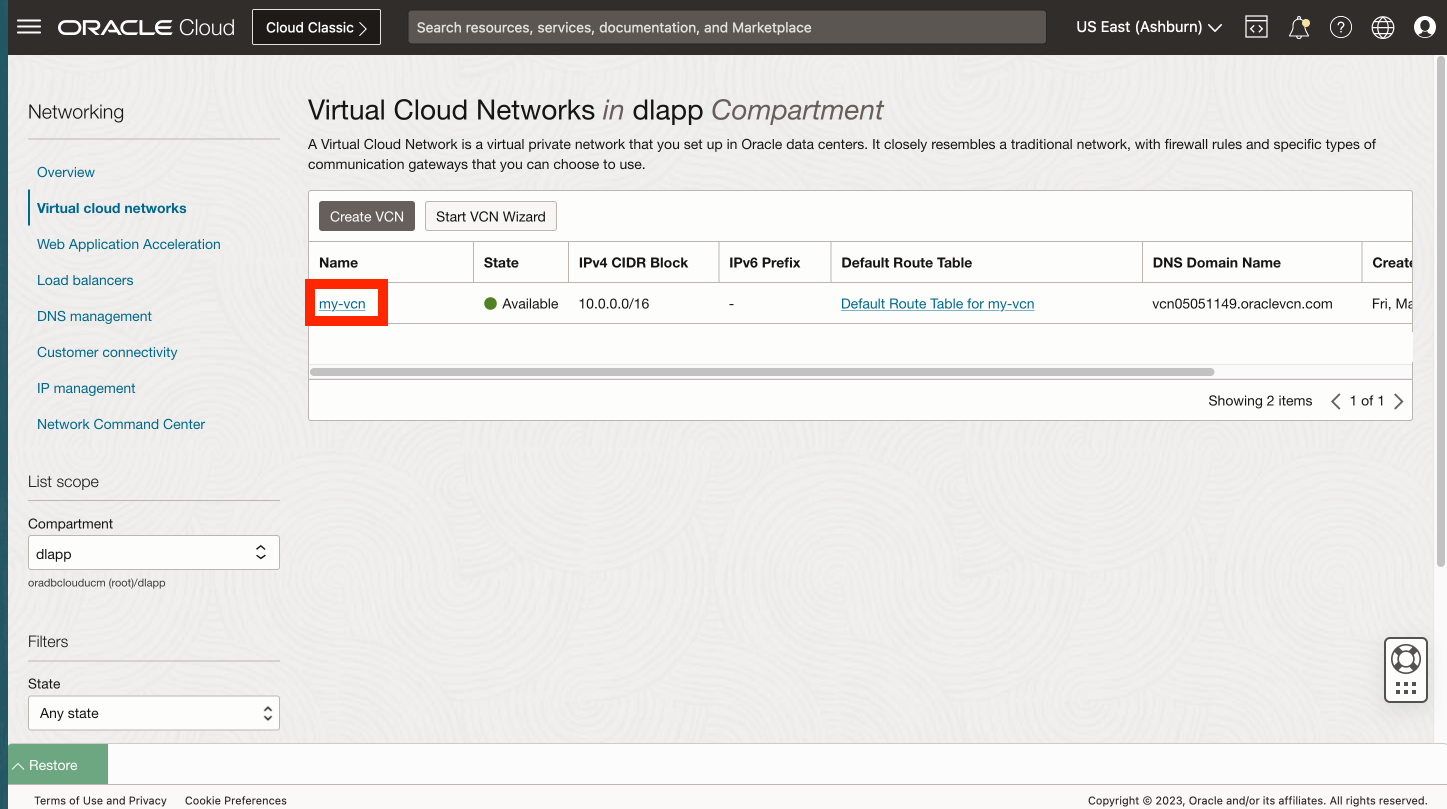 ORACLE Cloud
Cloud Classic
Search resources, services, documentation, and Marketplace
US East (Ashburn)
Networking
Overview
Virtual cloud networks
Web Application Acceleration
Load balancers
DNS management
Customer connectivity
IP management
Network Command Center
List scope
Compartment
dlapp
oradbclouducm (root)/dlapp
Filters
State
Any state
Virtual Cloud Networks in dlapp Compartment
A Virtual Cloud Network is a virtual private network that you set up in Oracle data centers. It closely resembles a traditional network, with firewall rules and specific types of
communication gateways that you can choose to use.
Create VCN Start VCN Wizard
Name State IPv4 CIDR Block IPv6 Prefix Default Route Table DNS Domain Name Create
my-vcn Available 10.0.0.0/16 - Default Route Table for my-vcn vcn05051149.oraclevcn.com Fri, Ma
Showing 2 items 1 of 1
Restore
Terms of Use and Privacy Cookie Preferences Copyright © 2023, Oracle and/or its affiliates. All rights reserved.